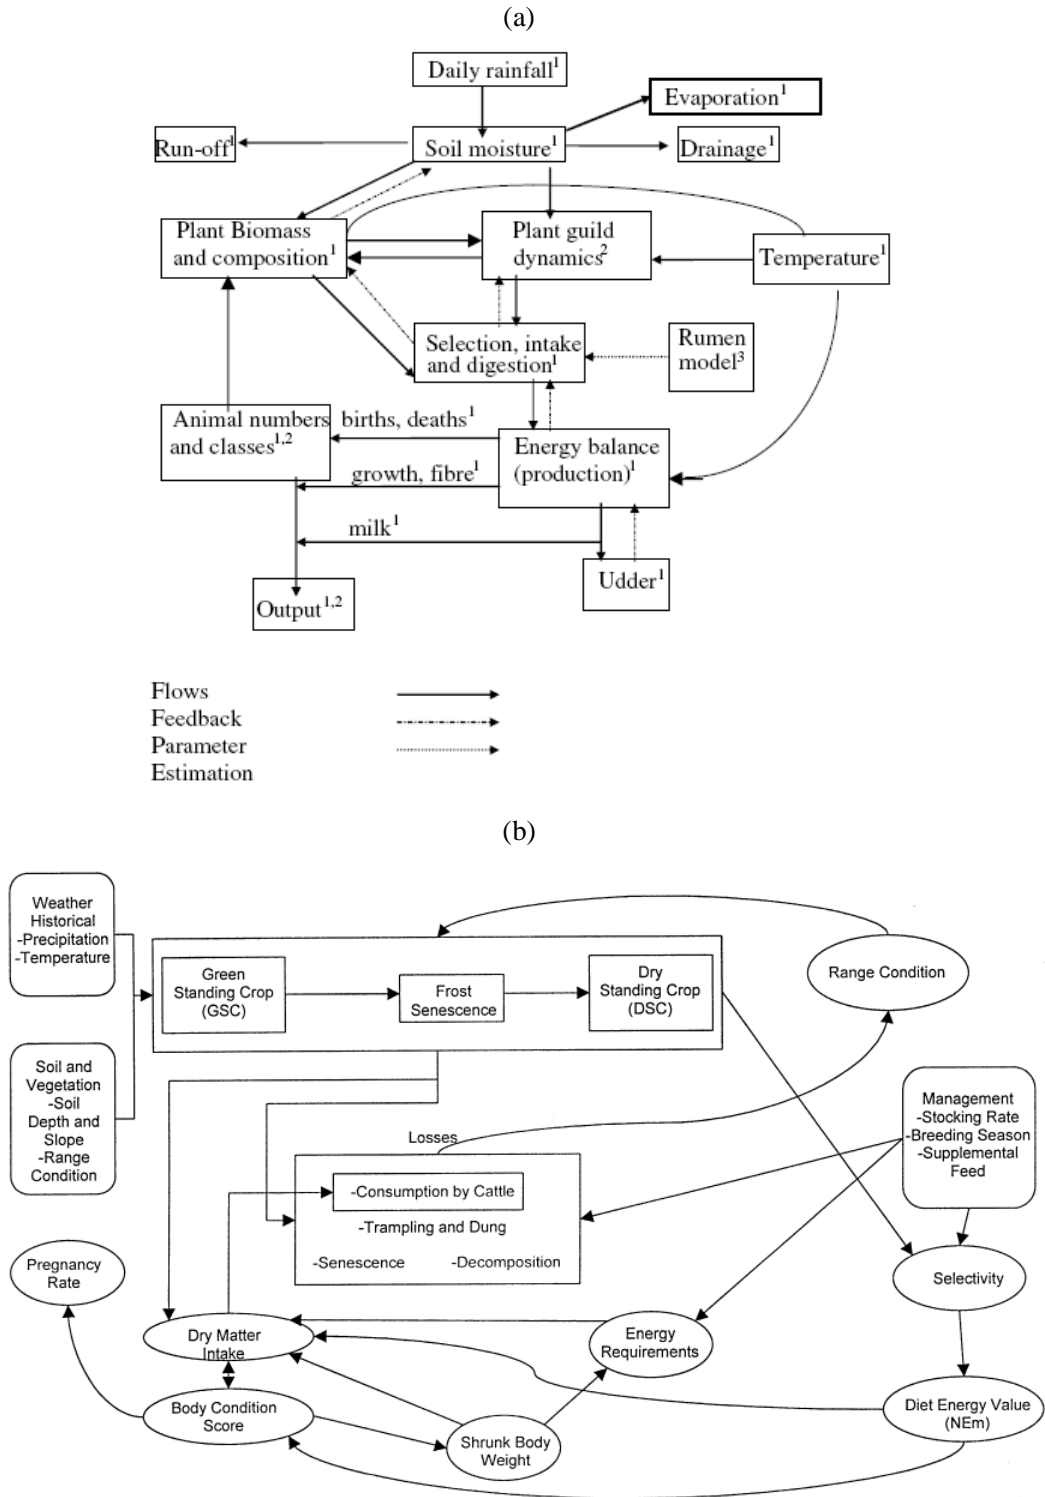 (a)
Daily rainfall1
Evaporation1
Run-off1
Soil moisture1
Drainage1
Plant Biomass
and composition1
Plant guild
dynamics2
Temperature1
Selection, intake
and digestion1
Rumen
model3
Animal numbers
and classes1,2
births, deaths1
Energy balance
(production)1
growth, fibre1
milk1
Udder1
Output1,2
Flows
Feedback
Parameter
Estimation
(b)
Weather
Historical
-Precipitation
-Temperature
Green
Standing Crop
(GSC)
Frost
Senescence
Dry
Standing Crop
(DSC)
Range Condition
Soil and
Vegetation
-Soil
Depth and
Slope
-Range
Condition
Management
-Stocking Rate
-Breeding Season
-Supplemental
Feed
Losses
-Consumption by Cattle
-Trampling and Dung
-Senescence
-Decomposition
Pregnancy
Rate
Selectivity
Dry Matter
Intake
Energy
Requirements
Body Condition
Score
Shrunk Body
Weight
Diet Energy Value
(NEm)